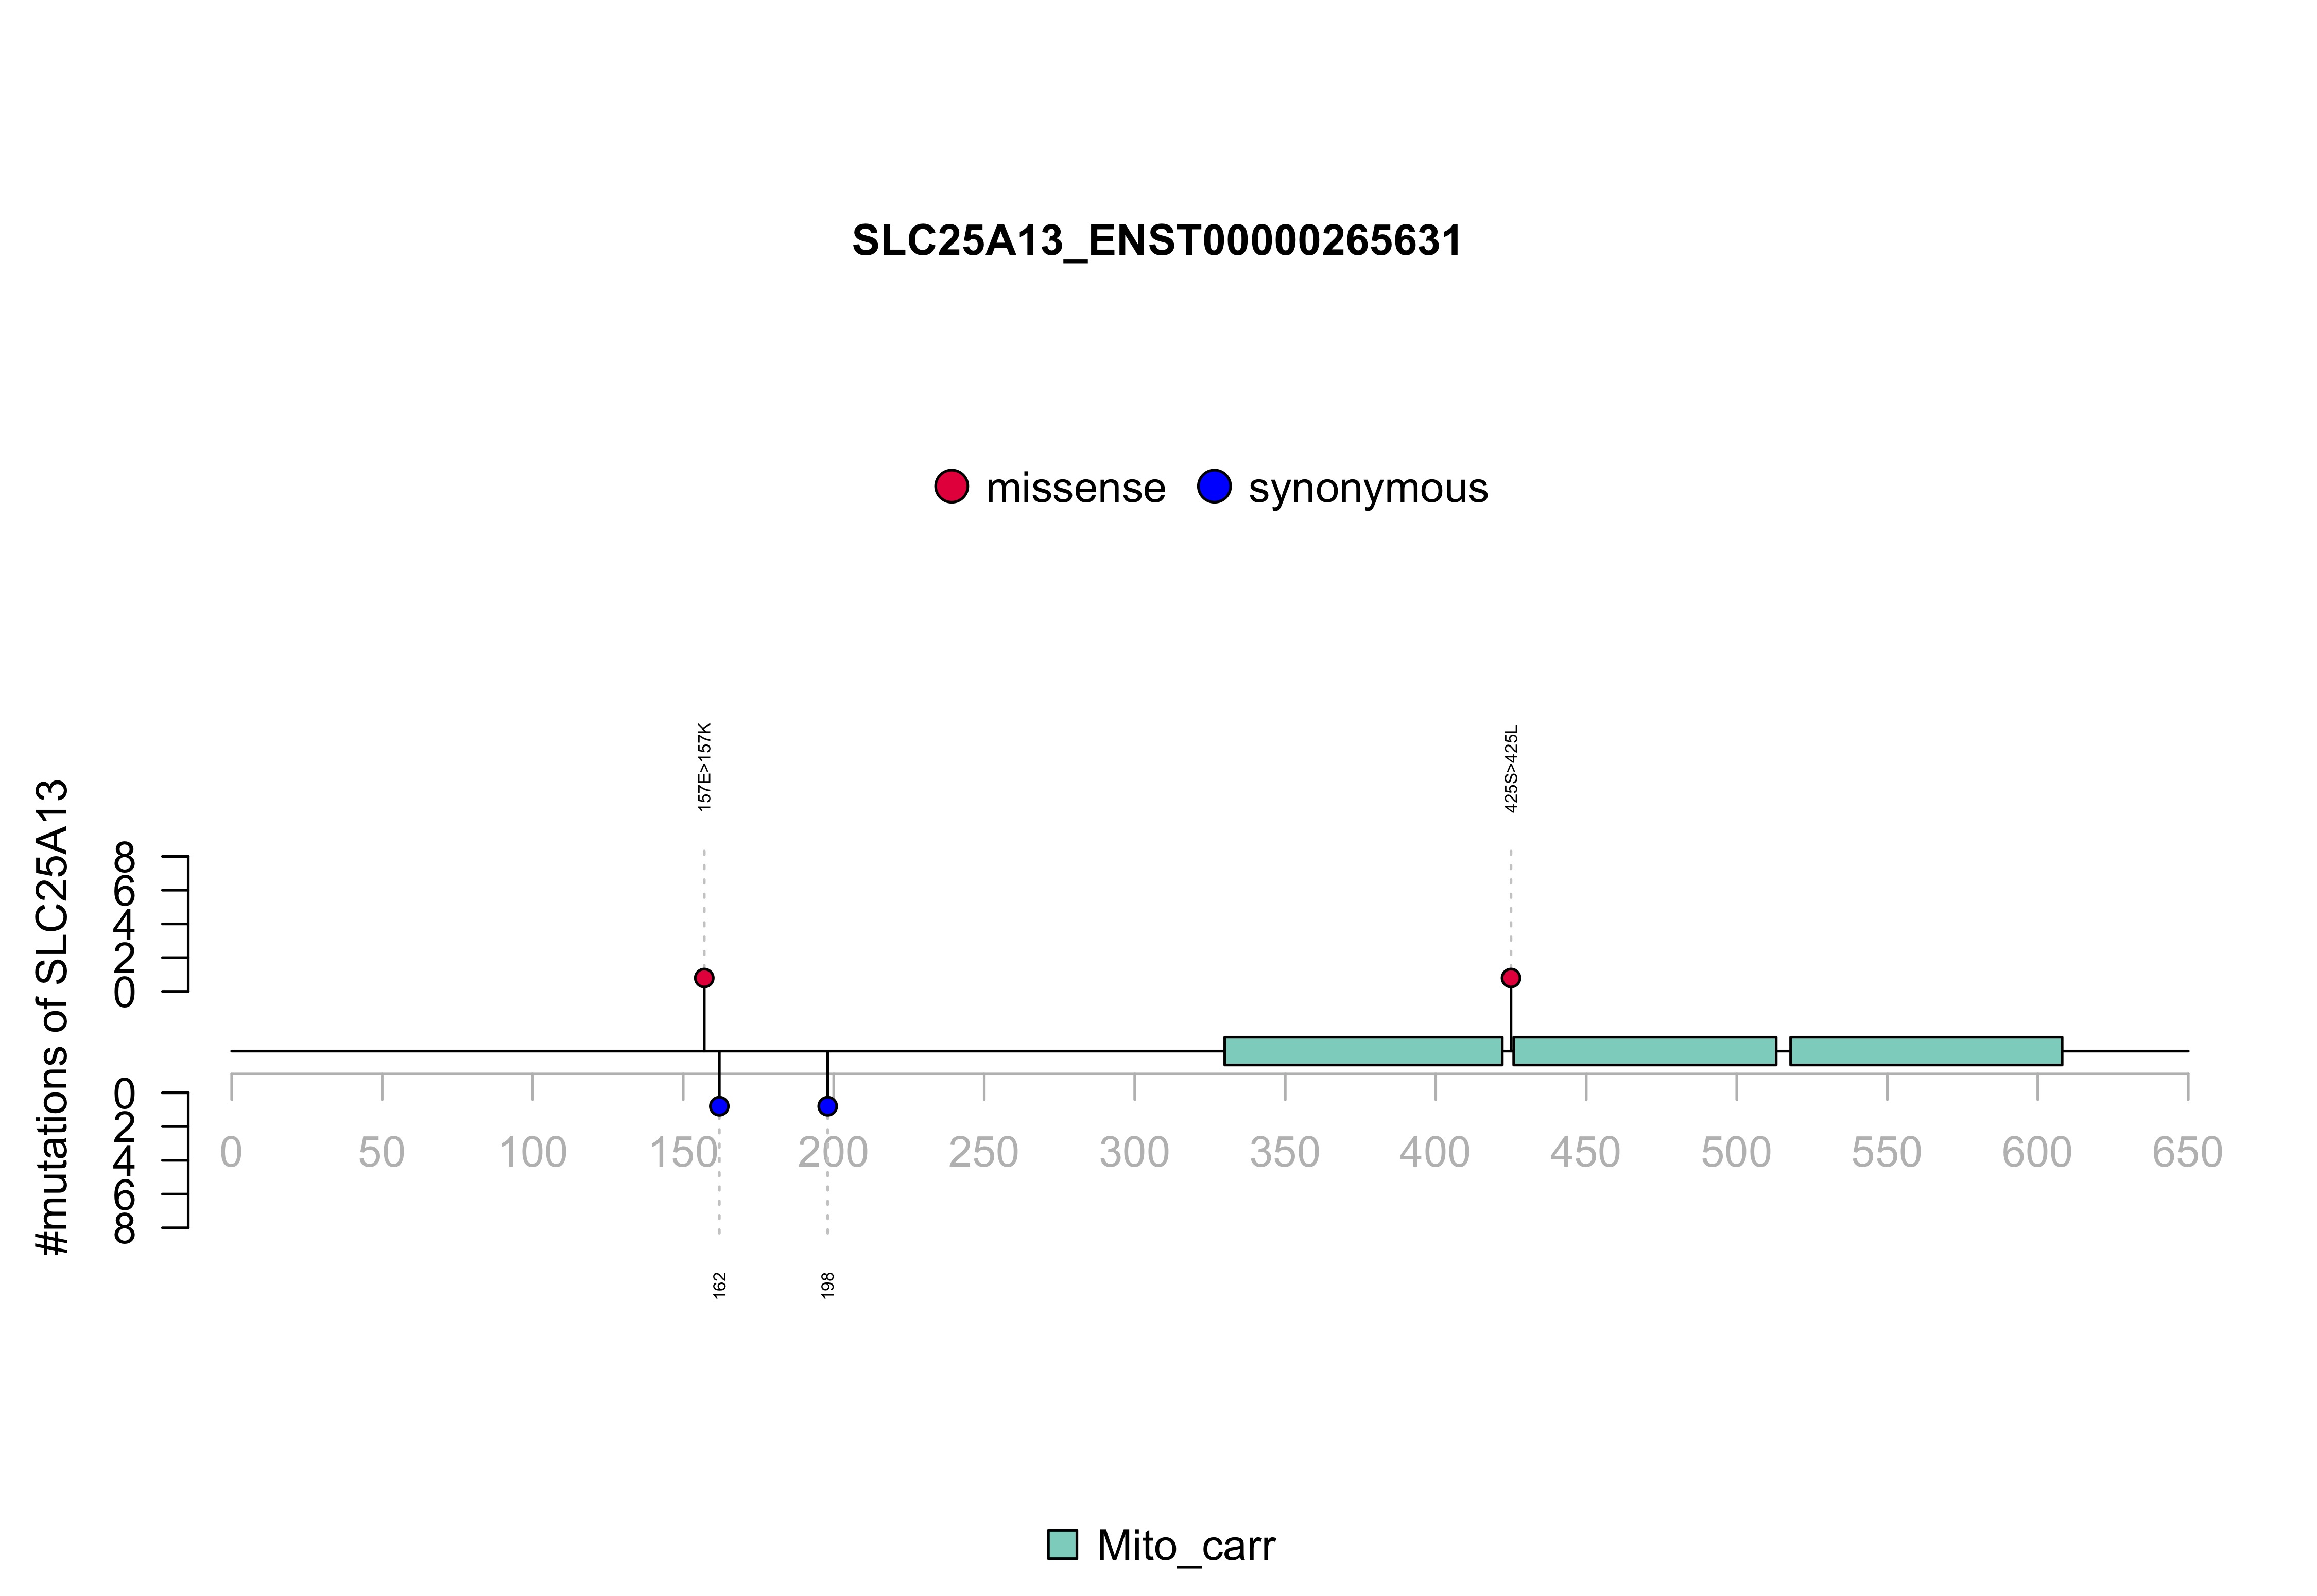 SLC25A13_ENST00000265631
missense synonymous
157E>157K 425S>425L
#mutations of SLC25A13
8
6
4
2
0
0
2
4
6
8
0 50 100 150 200 250 300 350 400 450 500 550 600 650
162 198
Mito_carr